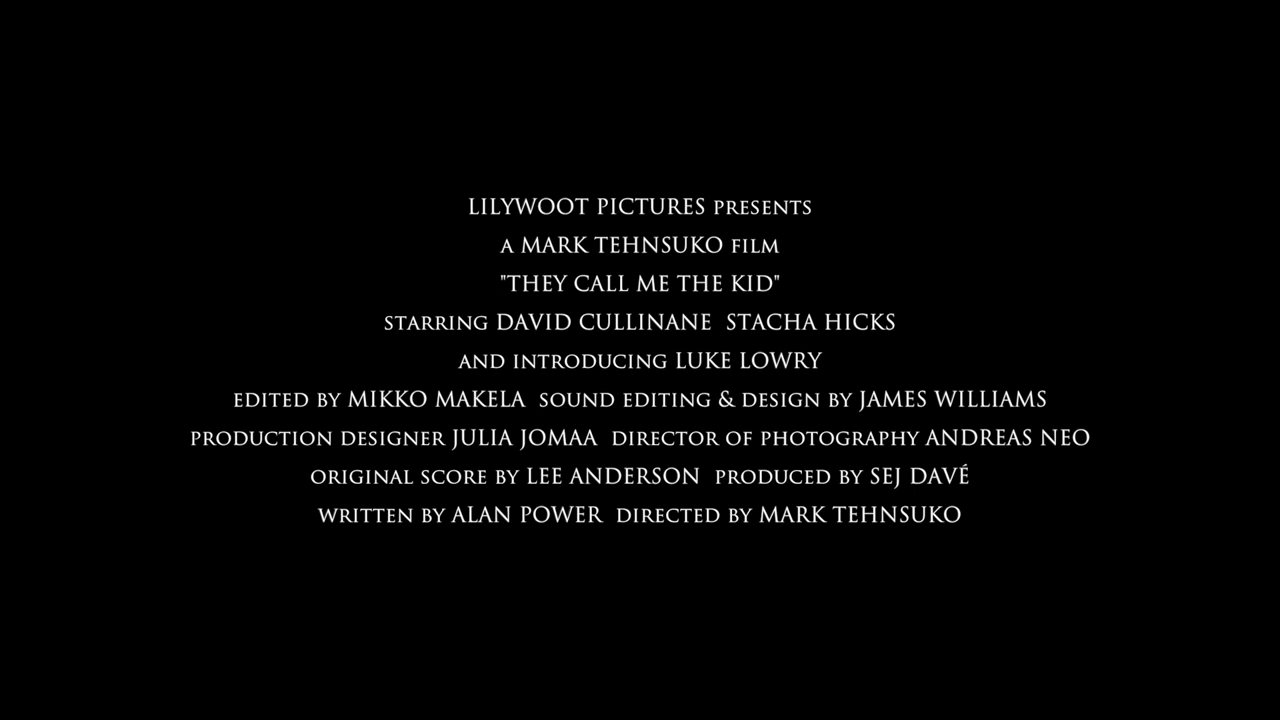 LILYWOOT PICTURES PRESENTS
A MARK TEHNSUKO FILM
"THEY CALL ME THE KID"
STARRING DAVID CULLINANE STACHA HICKS
AND INTRODUCING LUKE LOWRY
EDITED BY MIKKO MAKELA SOUND EDITING & DESIGN BY JAMES WILLIAMS
PRODUCTION DESIGNER JULIA JOMAA DIRECTOR OF PHOTOGRAPHY ANDREAS NEO
ORIGINAL SCORE BY LEE ANDERSON PRODUCED BY SEJ DAVÉ
WRITTEN BY ALAN POWER DIRECTED BY MARK TEHNSUKO